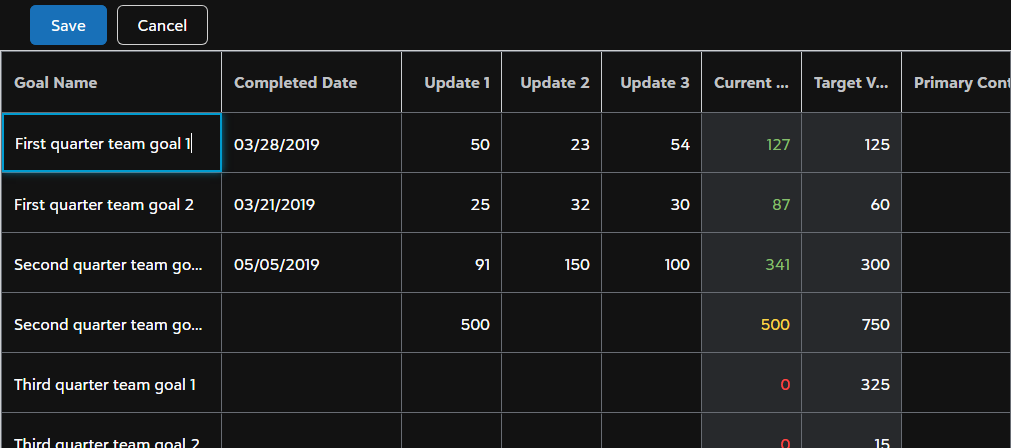 Save Cancel
Goal Name Completed Date Update 1 Update 2 Update 3 Current ... Target V... Primary Cont
First quarter team goal 1 03/28/2019 50 23 54 127 125
First quarter team goal 2 03/21/2019 25 32 30 87 60
Second quarter team go... 05/05/2019 91 150 100 341 300
Second quarter team go... 500 500 750
Third quarter team goal 1 0 325
Third quarter team goal 2 0 15